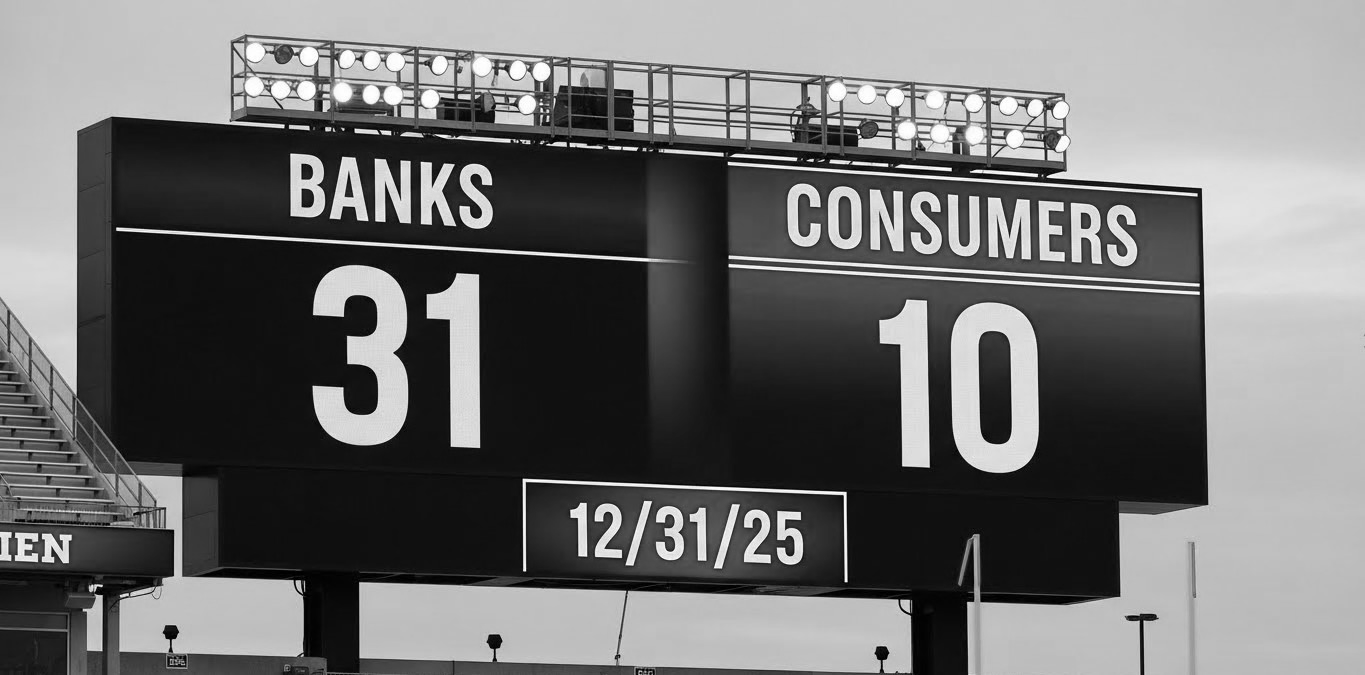 BANKS
31
CONSUMERS
10
12/31/25
IEN